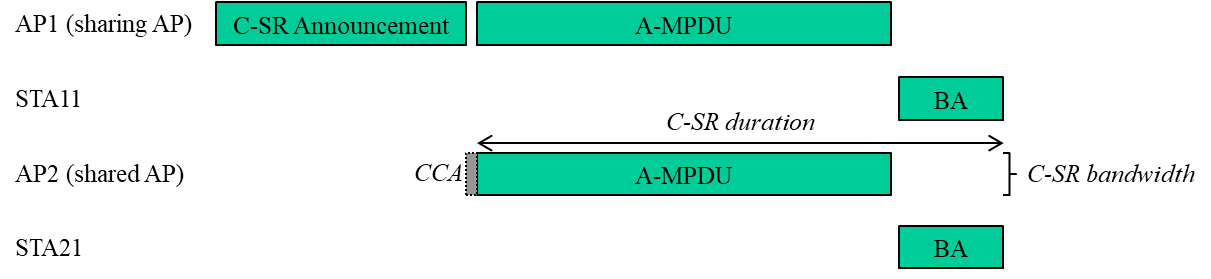 AP1 (sharing AP)
C-SR Announcement
A-MPDU
STA11
BA
C-SR duration
AP2 (shared AP)
CCA
A-MPDU
C-SR bandwidth
STA21
BA